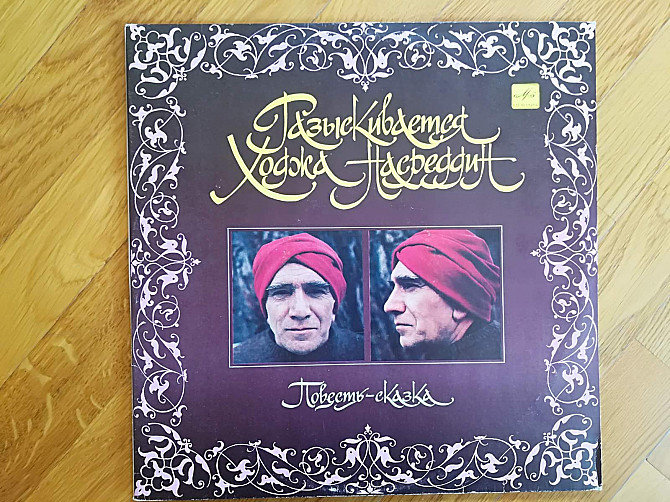 Разыскивается
Ходжа Насреддин
Повесть-сказка